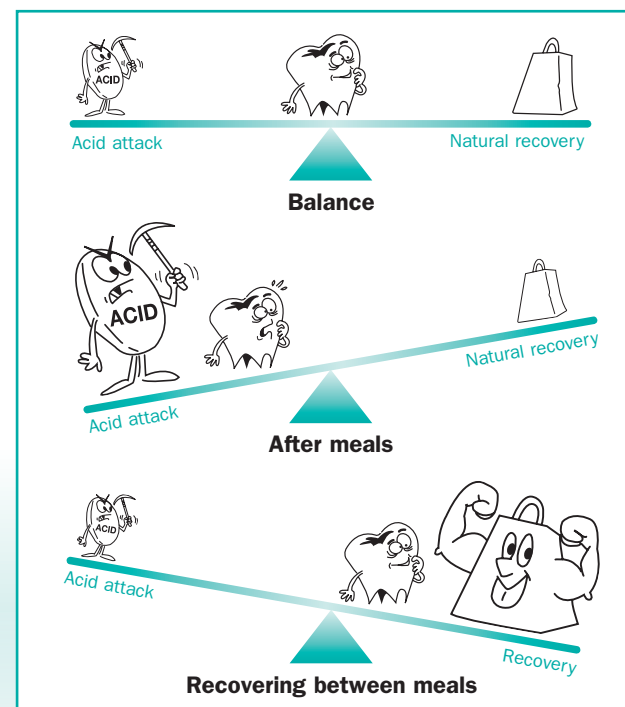 ACID
Acid attack
Natural recovery
Balance
ACID
Natural recovery
Acid attack
After meals
ACID
Acid attack
Recovery
Recovering between meals